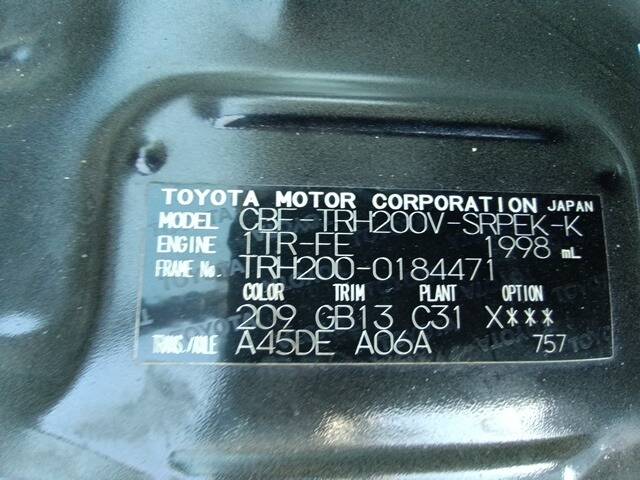 TOYOTA MOTOR CORPORATION JAPAN
MODEL CBF-TRH200V-SRPEK-K
ENGINE 1TR-FE 1998 mL
FRAME No. TRH200-0184471
COLOR TRIM PLANT OPTION
209 GB13 C31 X***
TRANS./AXLE A45DE A06A 757